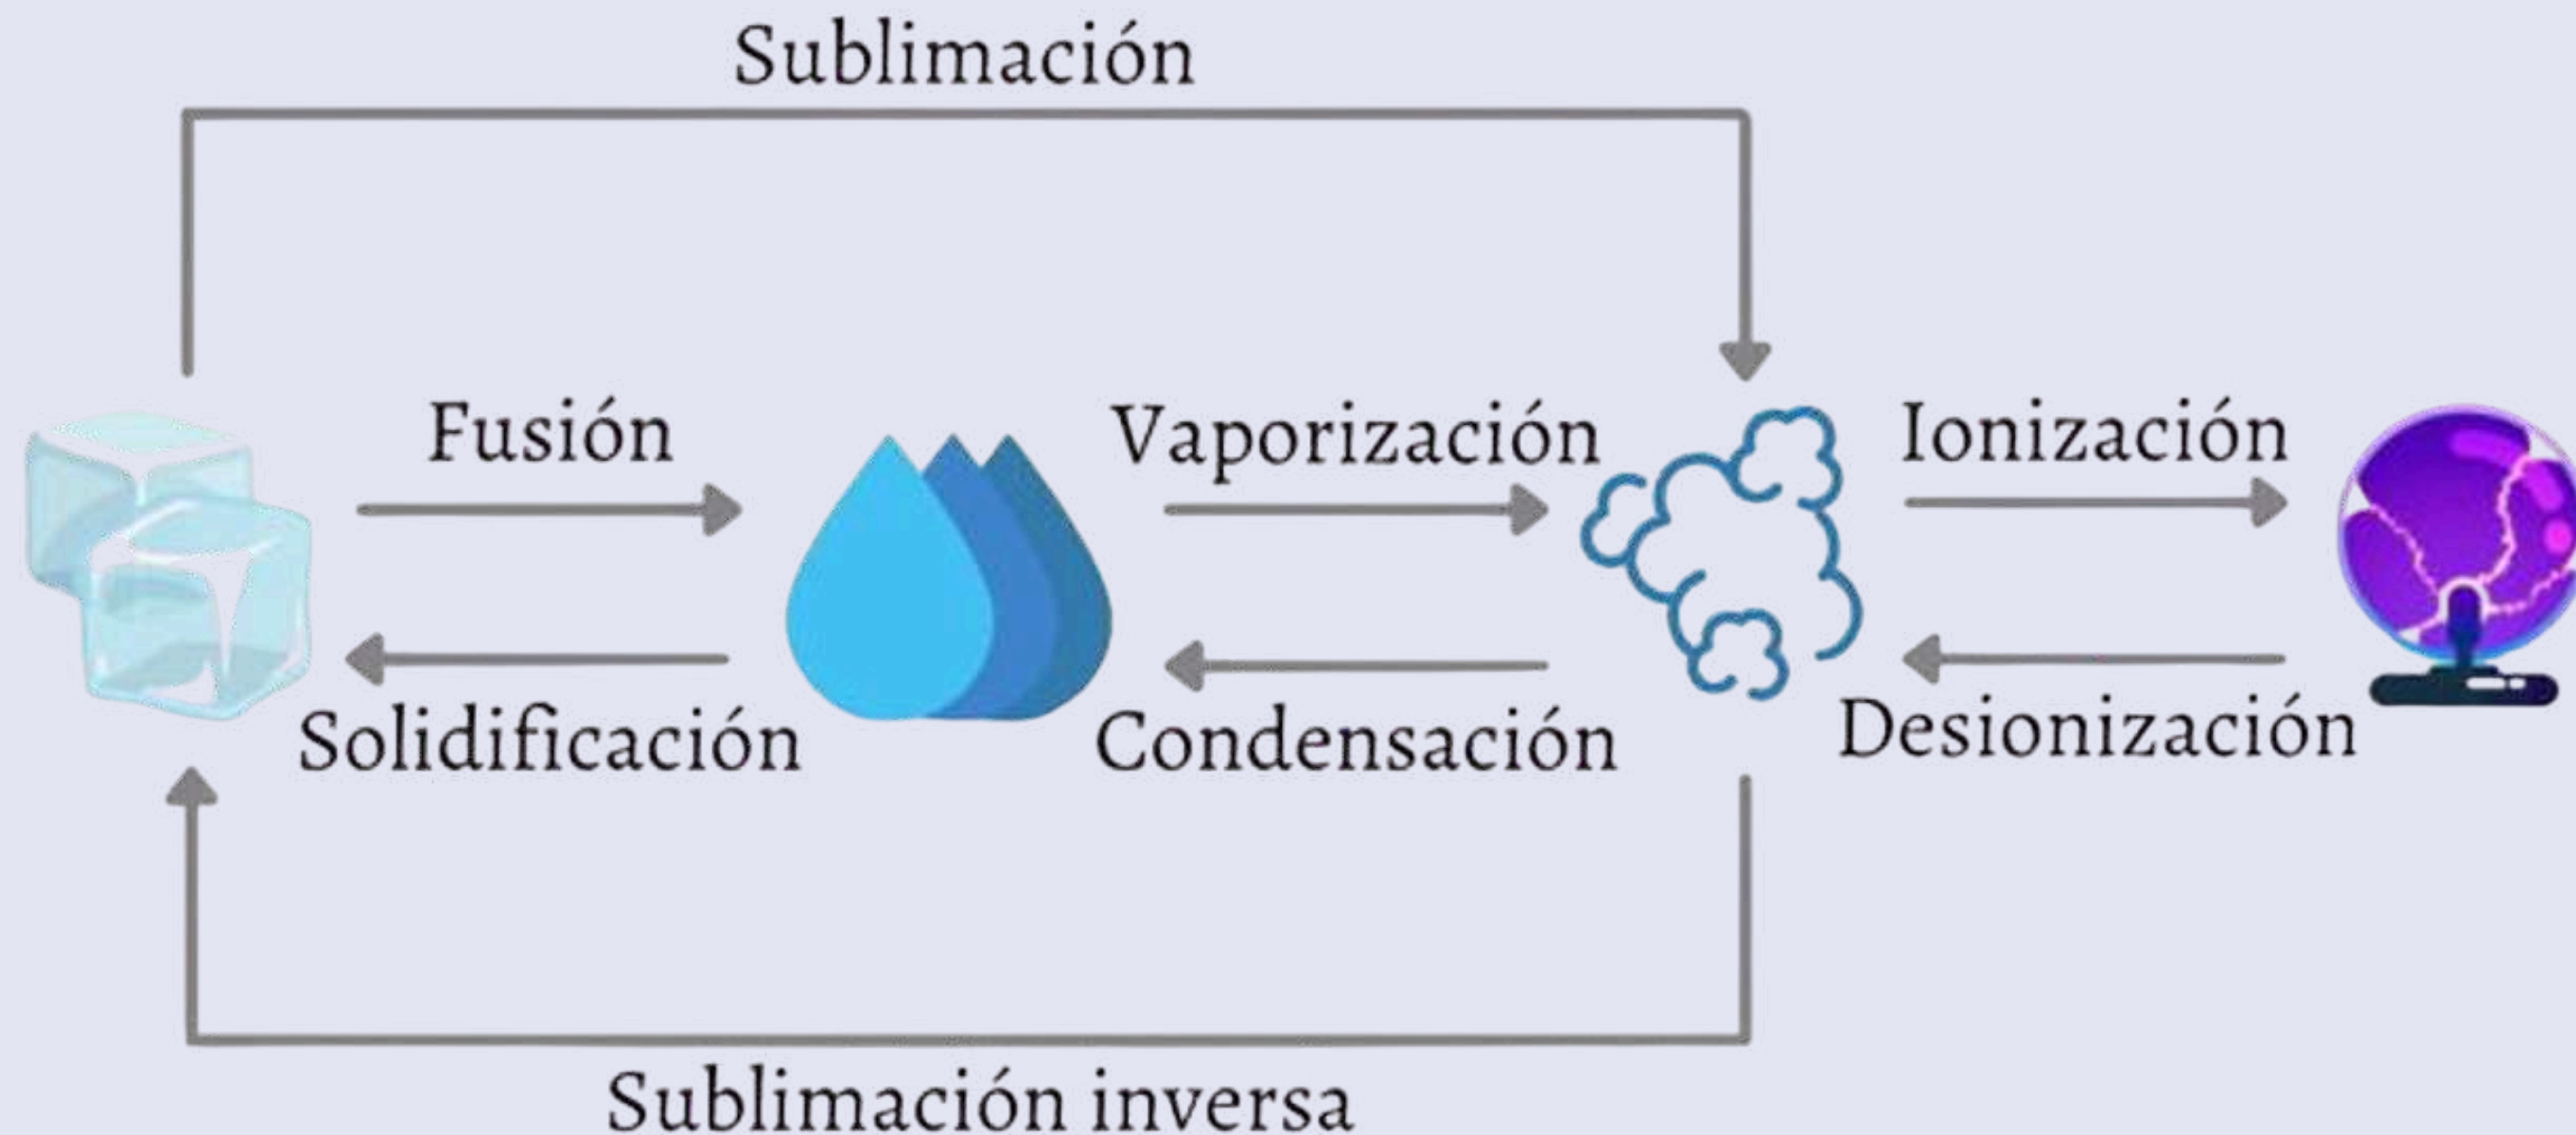 Sublimación
Fusión
Vaporización
Ionización
Solidificación
Condensación
Desionización
Sublimación inversa